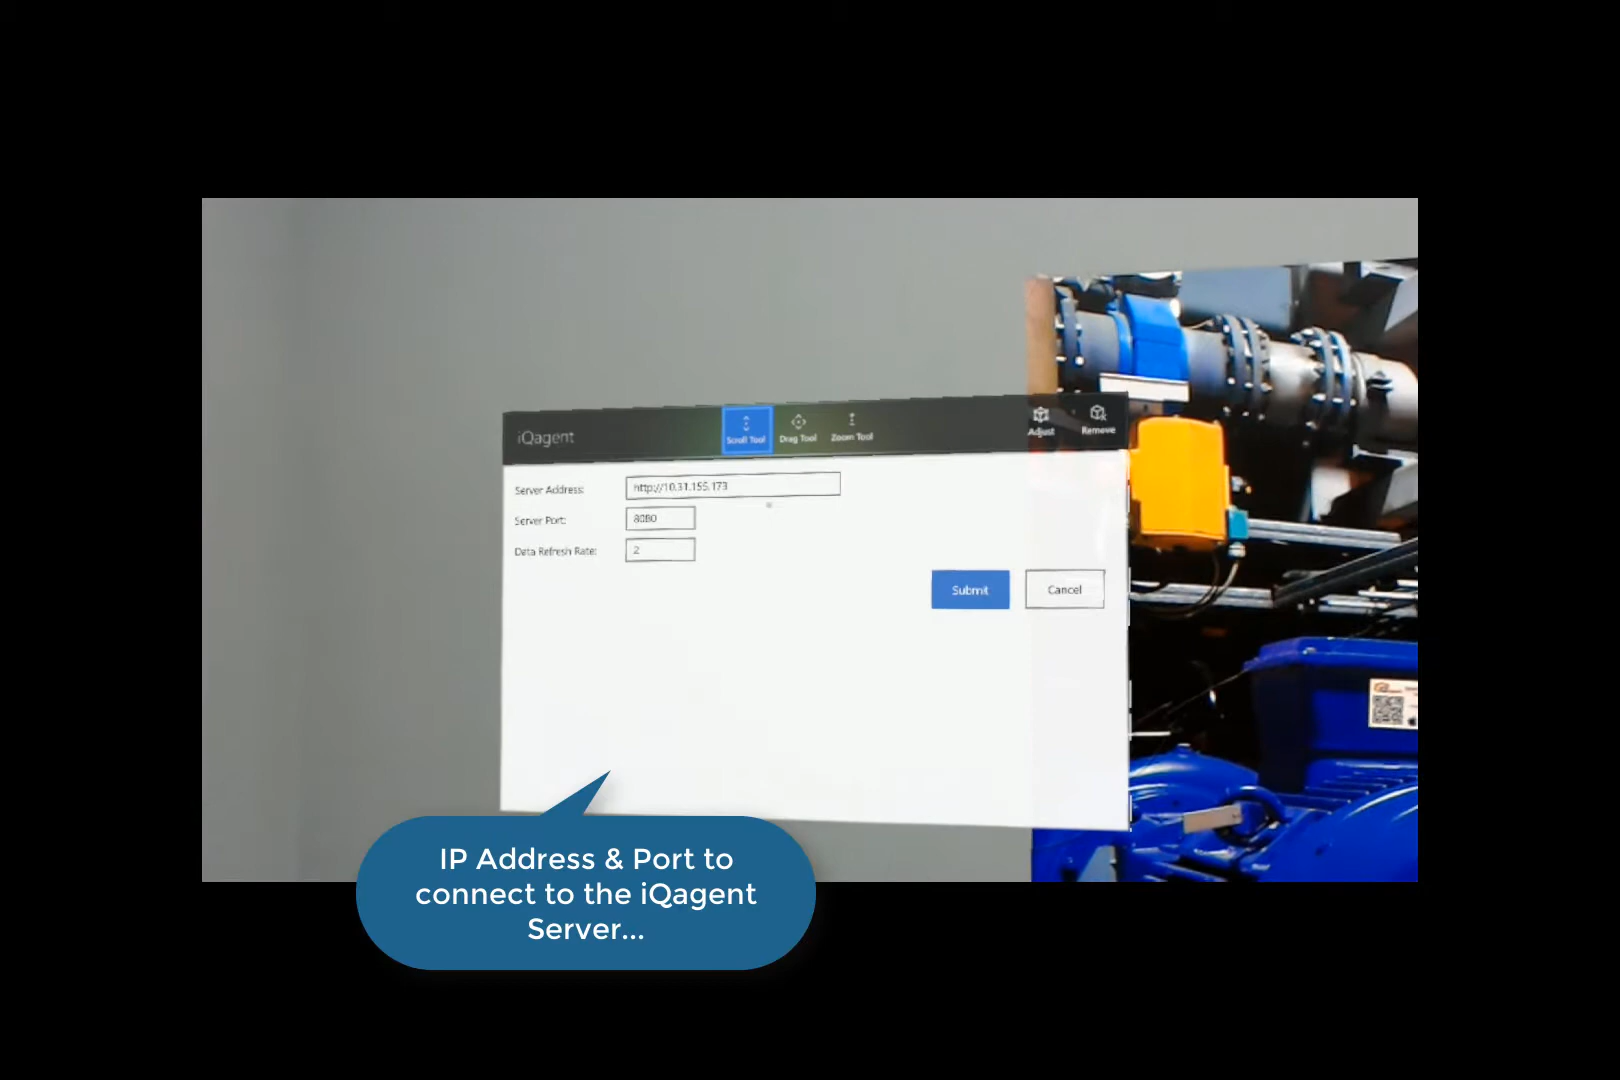 iQagent
Scroll Tool
Drag Tool
Zoom Tool
Adjust
Remove
Server Address: http://10.31.155.173
Server Port: 8080
Data Refresh Rate: 2
Submit
Cancel
IP Address & Port to
connect to the iQagent
Server...